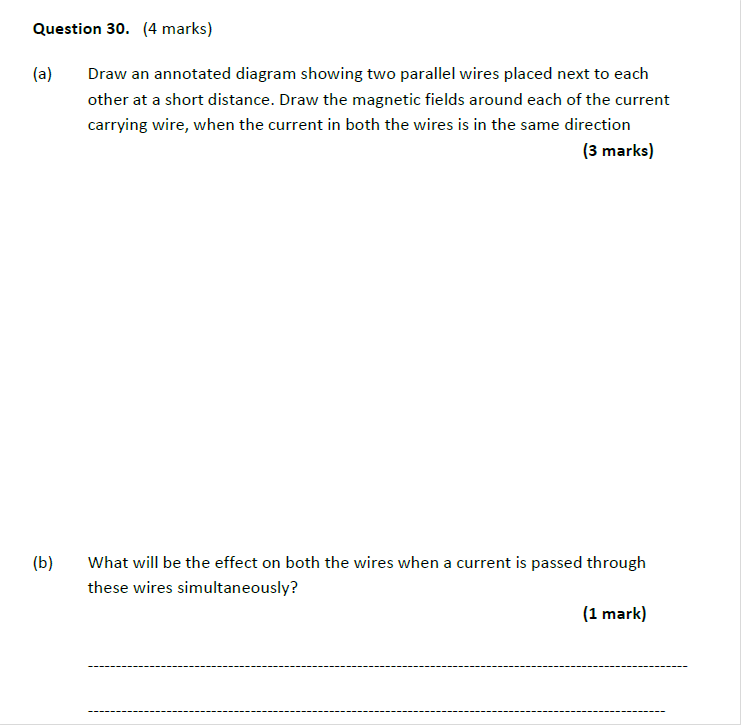 Question 30. (4 marks)
(a) Draw an annotated diagram showing two parallel wires placed next to each
other at a short distance. Draw the magnetic fields around each of the current
carrying wire, when the current in both the wires is in the same direction
(3 marks)
(b) What will be the effect on both the wires when a current is passed through
these wires simultaneously?
(1 mark)